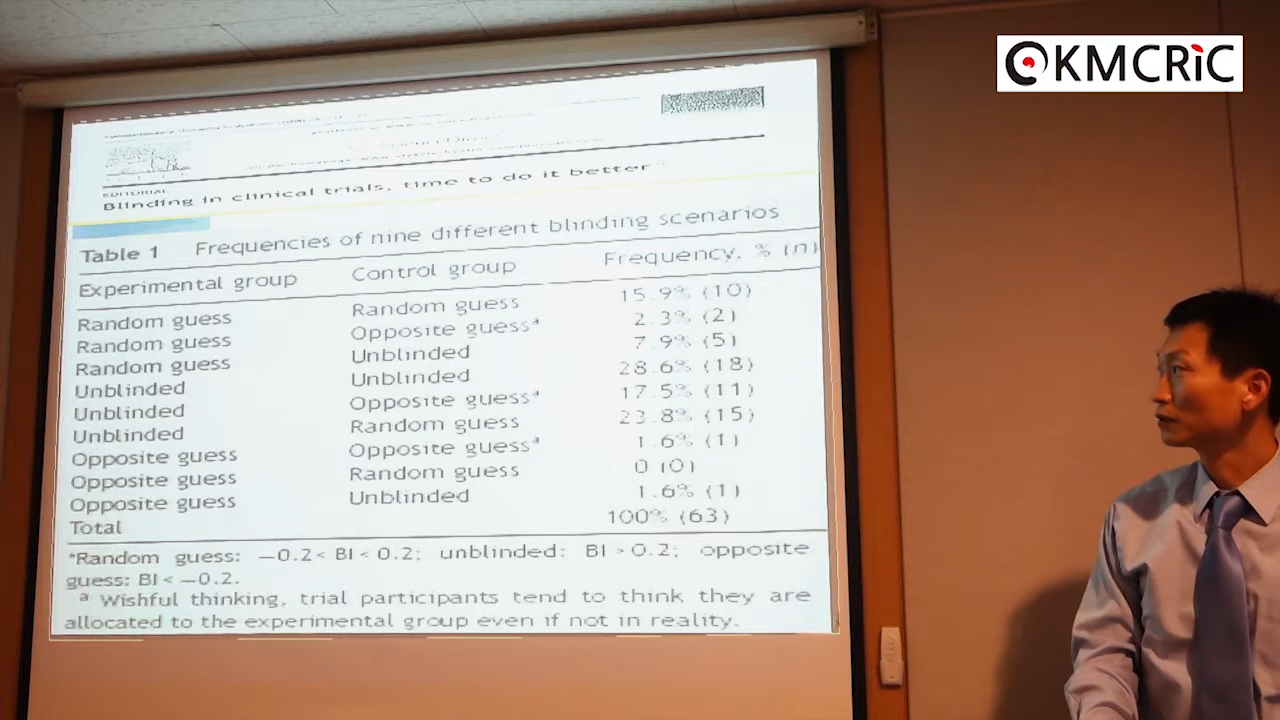 KMCRiC
EDITORIAL
Blinding in clinical trials, time to do it better
Table 1 Frequencies of nine different blinding scenarios
Experimental group Control group Frequency, % (n)
Random guess Random guess 15.9% (10)
Random guess Opposite guessa 2.3% (2)
Random guess Unblinded 7.9% (5)
Unblinded Unblinded 28.6% (18)
Unblinded Opposite guessa 17.5% (11)
Unblinded Random guess 23.8% (15)
Opposite guess Opposite guessa 1.6% (1)
Opposite guess Random guess 0 (0)
Opposite guess Unblinded 1.6% (1)
Total 100% (63)
*Random guess: −0.2 < BI < 0.2; unblinded: BI > 0.2; opposite
guess: BI < −0.2.
a Wishful thinking, trial participants tend to think they are
allocated to the experimental group even if not in reality.